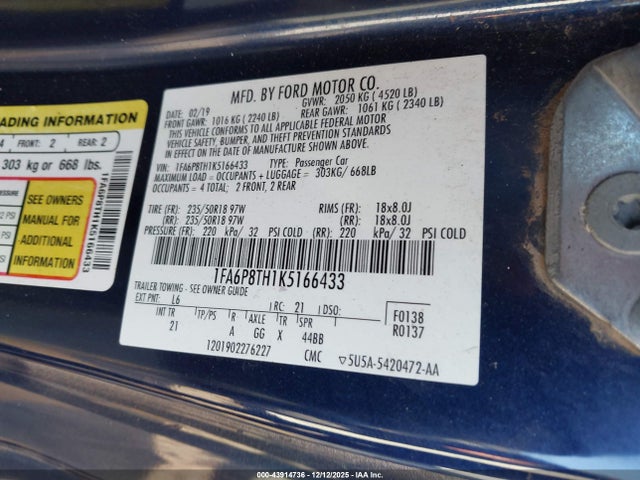 ADING INFORMATION
4 FRONT: 2 REAR: 2
303 kg or 668 lbs.
PSI
SEE OWNERS
MANUAL FOR
ADDITIONAL
INFORMATION
1FA6P8TH1K5166433
MFD. BY FORD MOTOR CO.
DATE: 02/19 GVWR: 2050 KG ( 4520 LB)
FRONT GAWR: 1016 KG ( 2240 LB) REAR GAWR: 1061 KG ( 2340 LB)
THIS VEHICLE CONFORMS TO ALL APPLICABLE FEDERAL MOTOR
VEHICLE SAFETY, BUMPER, AND THEFT PREVENTION STANDARDS
IN EFFECT ON THE DATE OF MANUFACTURE SHOWN ABOVE.
VIN: 1FA6P8TH1K5166433 TYPE: Passenger Car
MAXIMUM LOAD = OCCUPANTS + LUGGAGE = 303KG/ 668LB
OCCUPANTS = 4 TOTAL; 2 FRONT, 2 REAR
TIRE (FR): 235/50R18 97W RIMS (FR): 18x8.0J
(RR): 235/50R18 97W (RR): 18x8.0J
PRESSURE (FR): 220 kPa/ 32 PSI COLD (RR): 220 kPa/ 32 PSI COLD
1FA6P8TH1K5166433
TRAILER TOWING - SEE OWNER GUIDE
EXT PNT: L6 RC: 21 DSO: F0138
INT TR TP/PS R AXLE TR SPR R0137
21 A GG X 44BB
1201902276227 CMC ▽5U5A-5420472-AA
43914736 - 12/12/2025 - IAA, Inc.